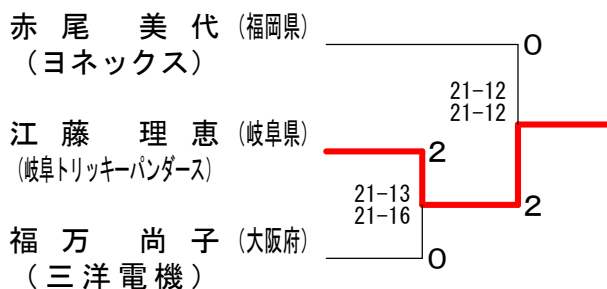 赤尾 美代 (福岡県)
(ヨネックス)
0
21-12
21-12
江藤 理恵 (岐阜県)
(岐阜トリッキーパンダース)
2
21-13
21-16
2
福万 尚子 (大阪府)
(三洋電機)
0